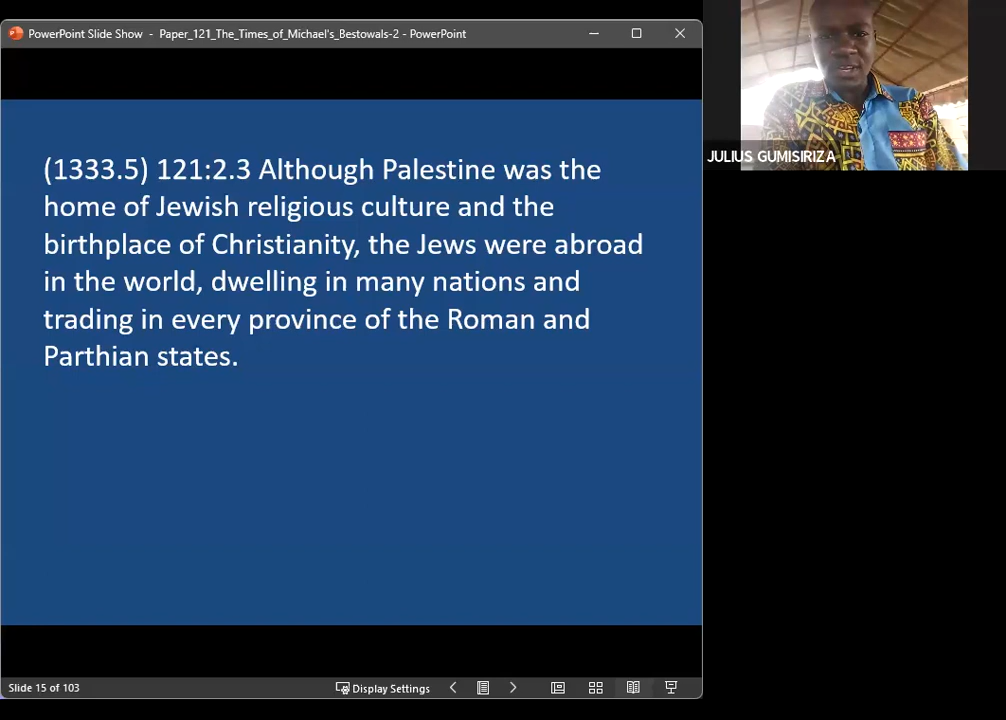 PowerPoint Slide Show - Paper_121_The_Times_of_Michael's_Bestowals-2 - PowerPoint
JULIUS GUMISIRIZA
(1333.5) 121:2.3 Although Palestine was the
home of Jewish religious culture and the
birthplace of Christianity, the Jews were abroad
in the world, dwelling in many nations and
trading in every province of the Roman and
Parthian states.
Slide 15 of 103
Display Settings